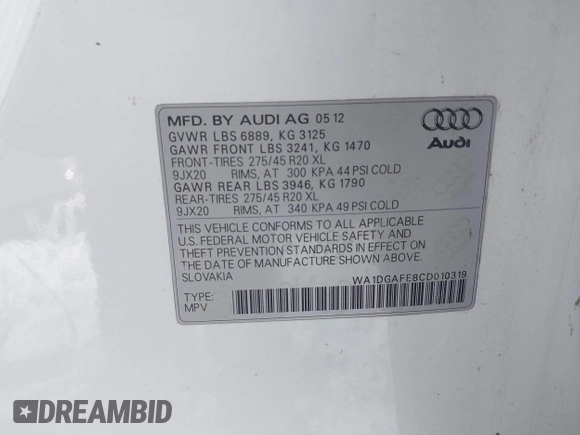 MFD. BY AUDI AG 05 12
GVWR LBS 6889, KG 3125
GAWR FRONT LBS 3241, KG 1470
FRONT-TIRES 275/45 R20 XL
9JX20 RIMS, AT 300 KPA 44 PSI COLD
GAWR REAR LBS 3946, KG 1790
REAR-TIRES 275/45 R20 XL
9JX20 RIMS, AT 340 KPA 49 PSI COLD
Audi
THIS VEHICLE CONFORMS TO ALL APPLICABLE
U.S. FEDERAL MOTOR VEHICLE SAFETY AND
THEFT PREVENTION STANDARDS IN EFFECT ON
THE DATE OF MANUFACTURE SHOWN ABOVE.
SLOVAKIA
WA1DGAFE8CD010319
TYPE:
MPV
$DREAMBID